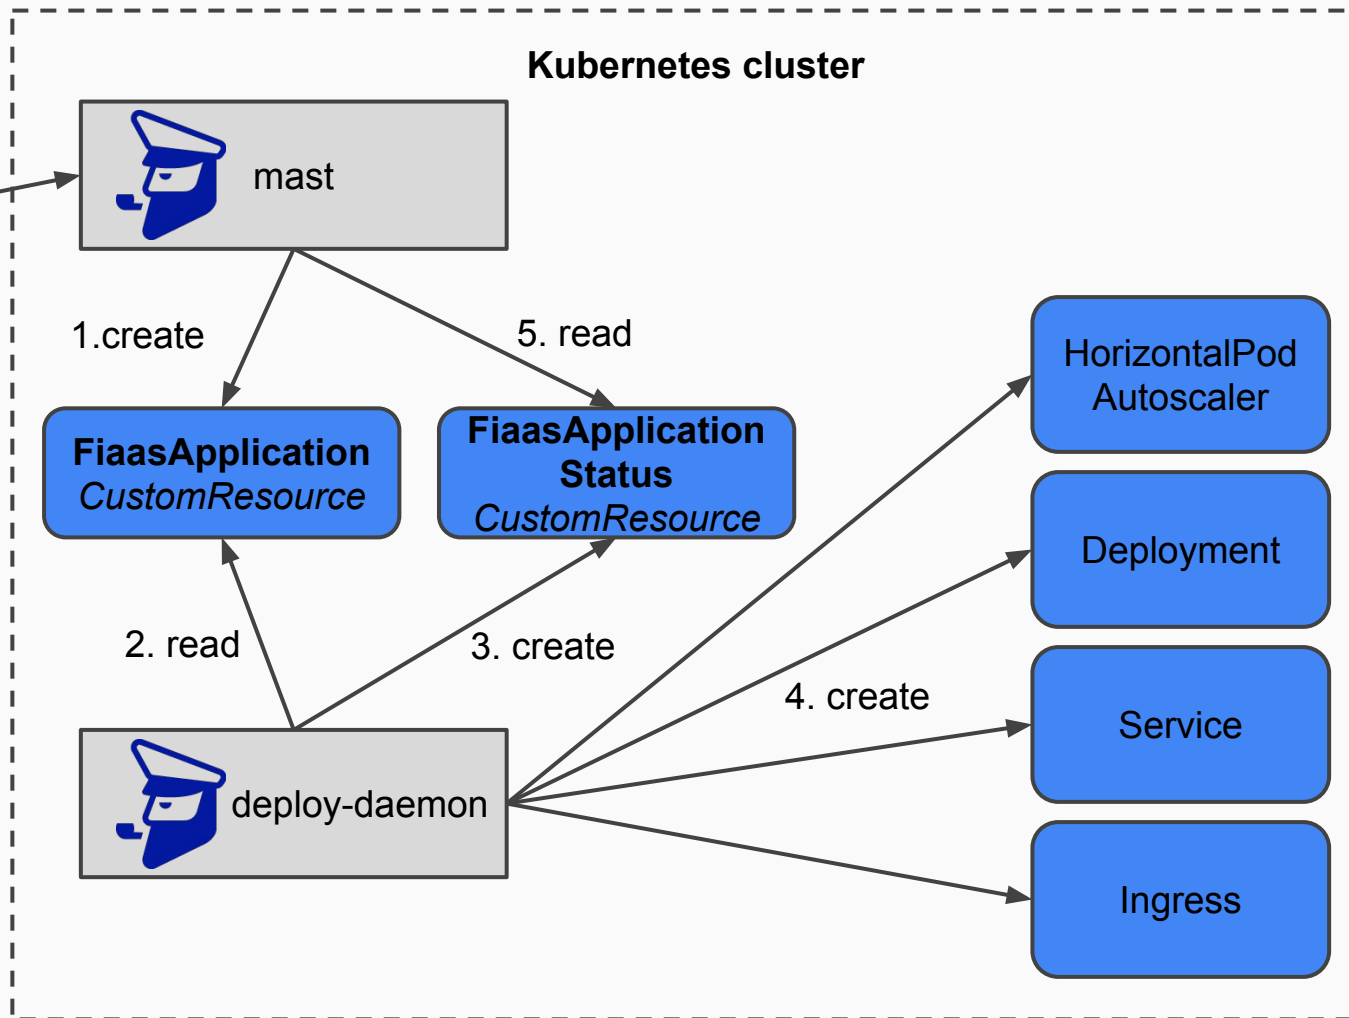 Kubernetes cluster
mast
1.create
5. read
FiaasApplication
CustomResource
FiaasApplication
Status
CustomResource
HorizontalPod
Autoscaler
Deployment
2. read
3. create
4. create
Service
deploy-daemon
Ingress